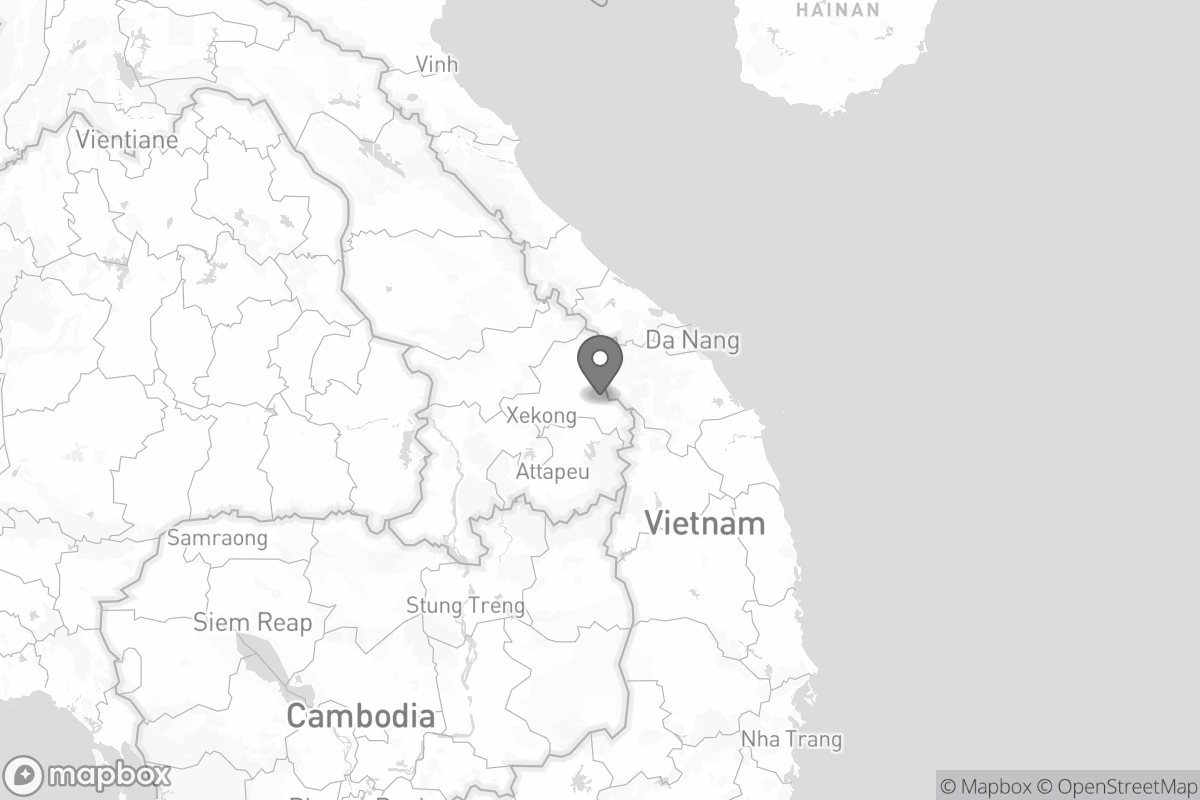 HAINAN
Vinh
Vientiane
Da Nang
Xekong
Attapeu
Vietnam
Samraong
Stung Treng
Siem Reap
Cambodia
Nha Trang
mapbox
© Mapbox © OpenStreetMap